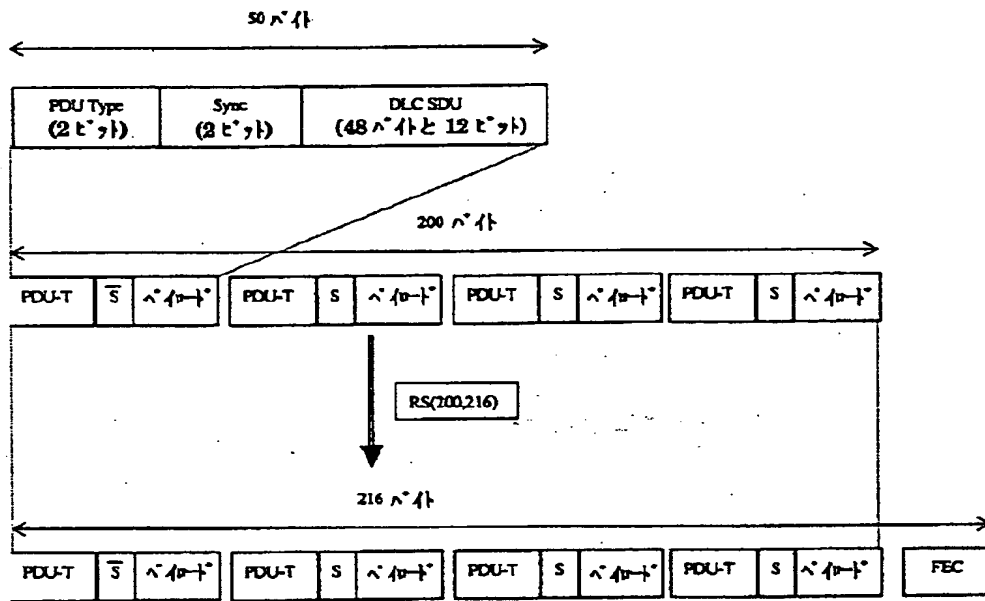 50 バイト
PDU Type Sync DLC SDU
(2 ビット) (2 ビット) (48 バイトと 12 ビット)
200 バイト
PDU-T S̅ ペイロード PDU-T S ペイロード PDU-T S ペイロード PDU-T S ペイロード
RS(200,216)
216 バイト
PDU-T S̅ ペイロード PDU-T S ペイロード PDU-T S ペイロード PDU-T S ペイロード FEC